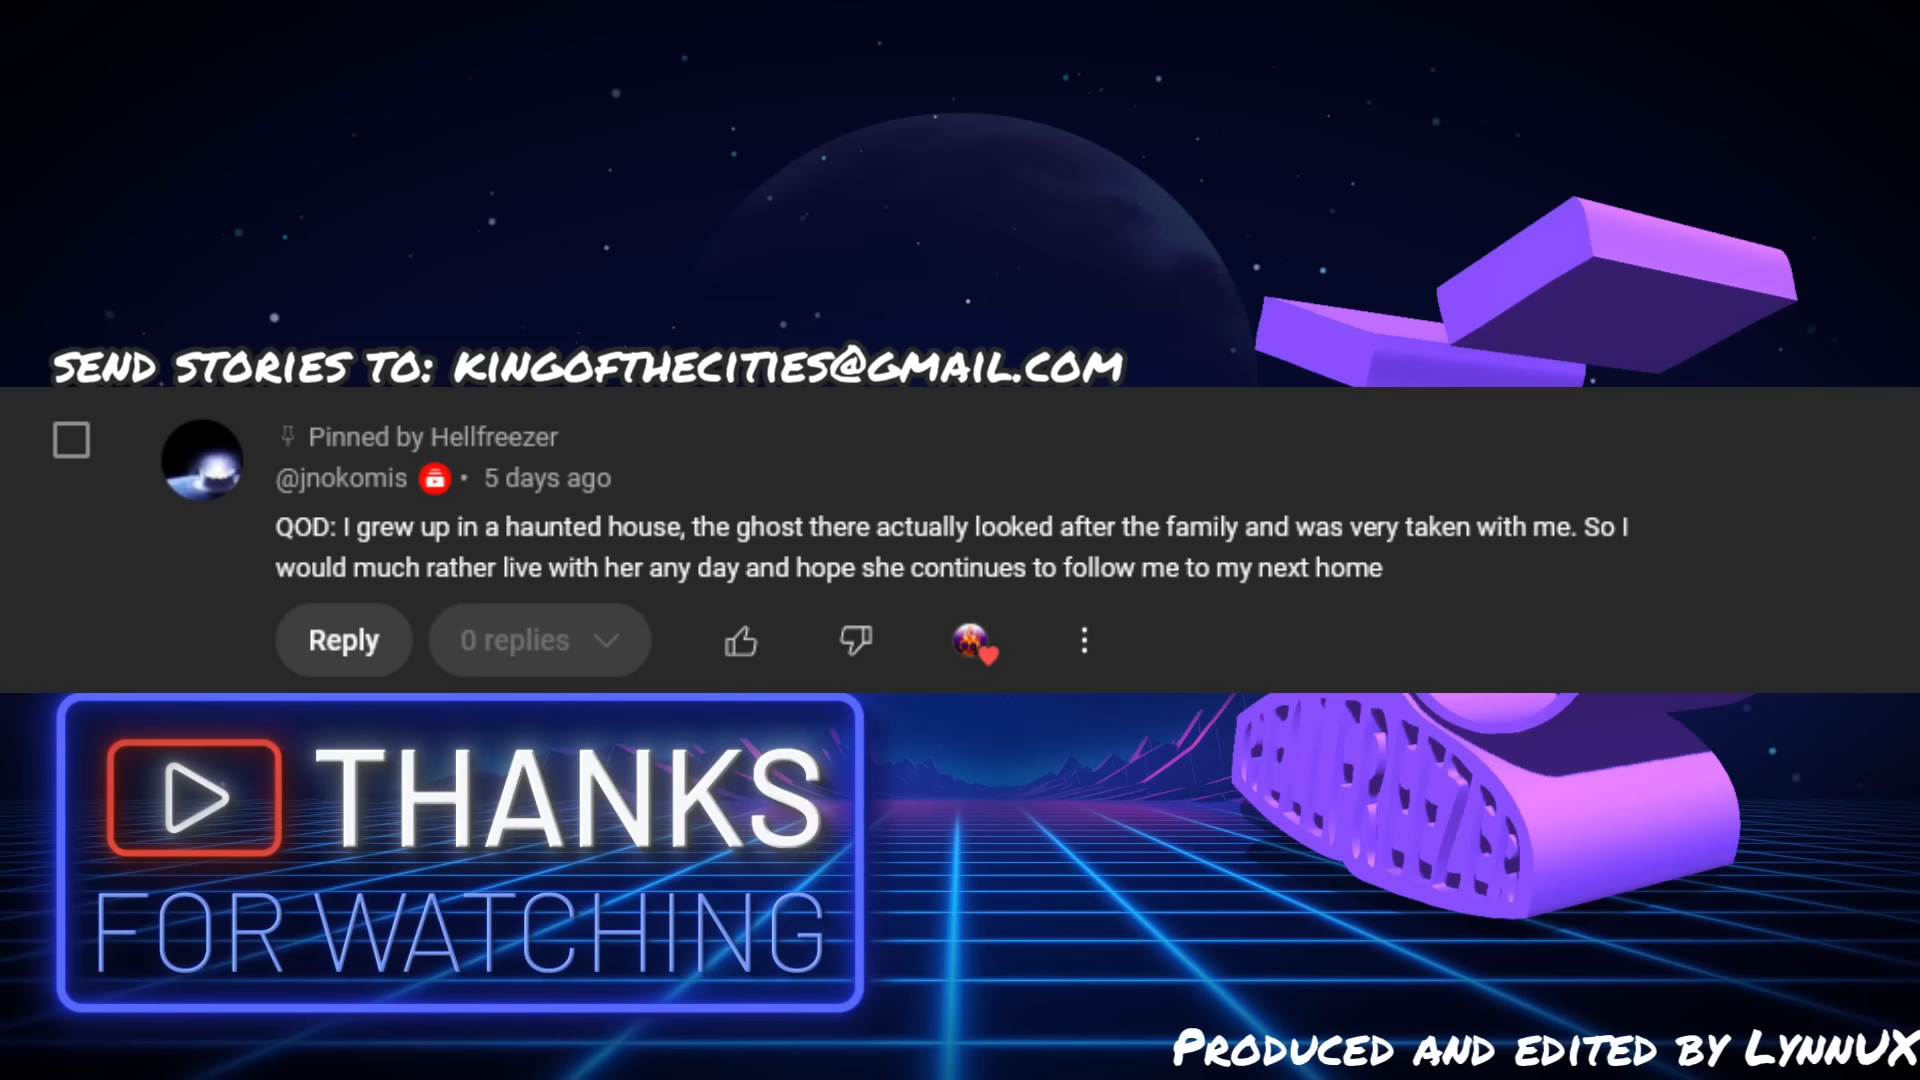 SEND STORIES TO: KINGOFTHECITIES@GMAIL.COM
Pinned by Hellfreezer
@jnokomis • 5 days ago
QOD: I grew up in a haunted house, the ghost there actually looked after the family and was very taken with me. So I
would much rather live with her any day and hope she continues to follow me to my next home
Reply 0 replies
THANKS
FOR WATCHING
HELLFREEZER
PRODUCED AND EDITED BY LYNNUX